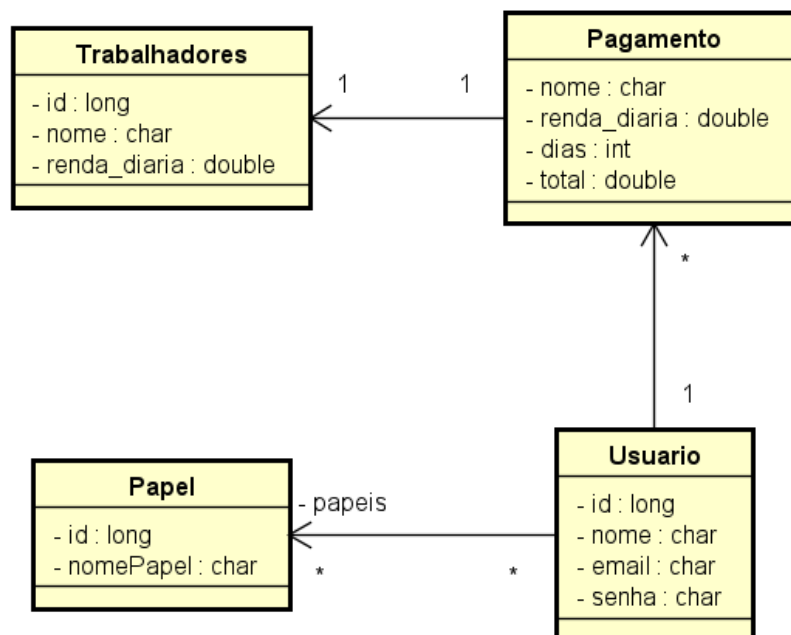 Trabalhadores
- id : long
- nome : char
- renda_diaria : double
1
1
Pagamento
- nome : char
- renda_diaria : double
- dias : int
- total : double
*
1
Papel
- id : long
- nomePapel : char
- papeis
*
*
Usuario
- id : long
- nome : char
- email : char
- senha : char